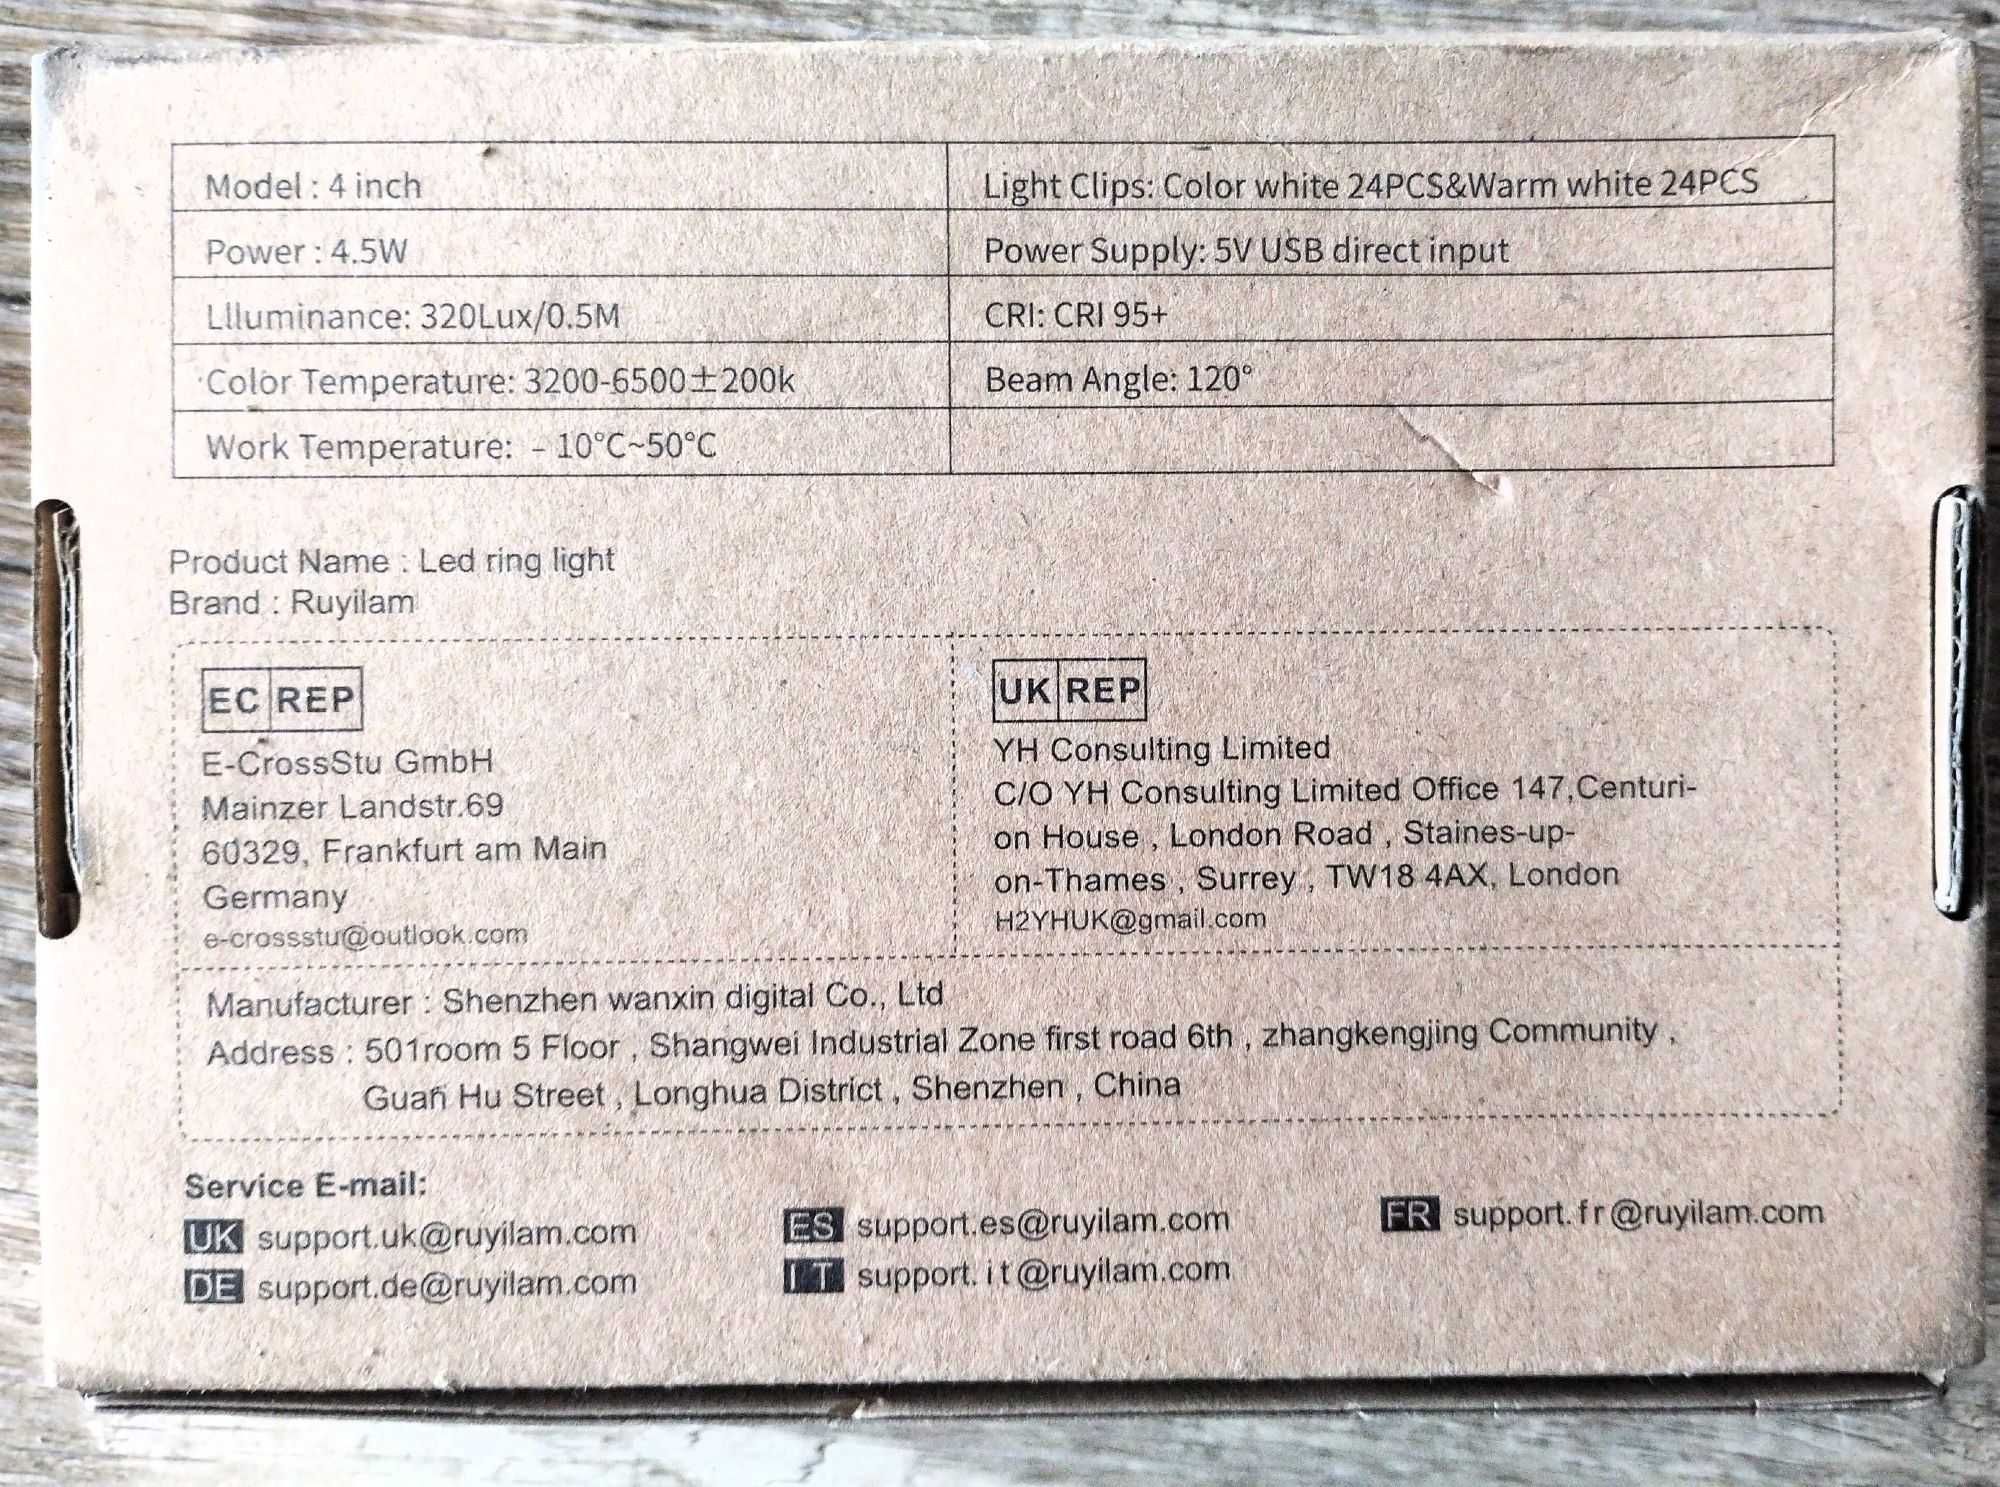 Model : 4 inch
Light Clips: Color white 24PCS&Warm white 24PCS
Power : 4.5W
Power Supply: 5V USB direct input
Llluminance: 320Lux/0.5M
CRI: CRI 95+
Color Temperature: 3200-6500±200k
Beam Angle: 120°
Work Temperature: – 10°C~50°C
Product Name : Led ring light
Brand : Ruyilam
EC REP
E-CrossStu GmbH
Mainzer Landstr.69
60329, Frankfurt am Main
Germany
e-crossstu@outlook.com
UK REP
YH Consulting Limited
C/O YH Consulting Limited Office 147,Centuri-
on House , London Road , Staines-up-
on-Thames , Surrey , TW18 4AX, London
H2YHUK@gmail.com
Manufacturer : Shenzhen wanxin digital Co., Ltd
Address : 501room 5 Floor , Shangwei Industrial Zone first road 6th , zhangkengjing Community ,
Guan Hu Street , Longhua District , Shenzhen , China
Service E-mail:
UK support.uk@ruyilam.com
DE support.de@ruyilam.com
ES support.es@ruyilam.com
IT support.it@ruyilam.com
FR support.fr@ruyilam.com